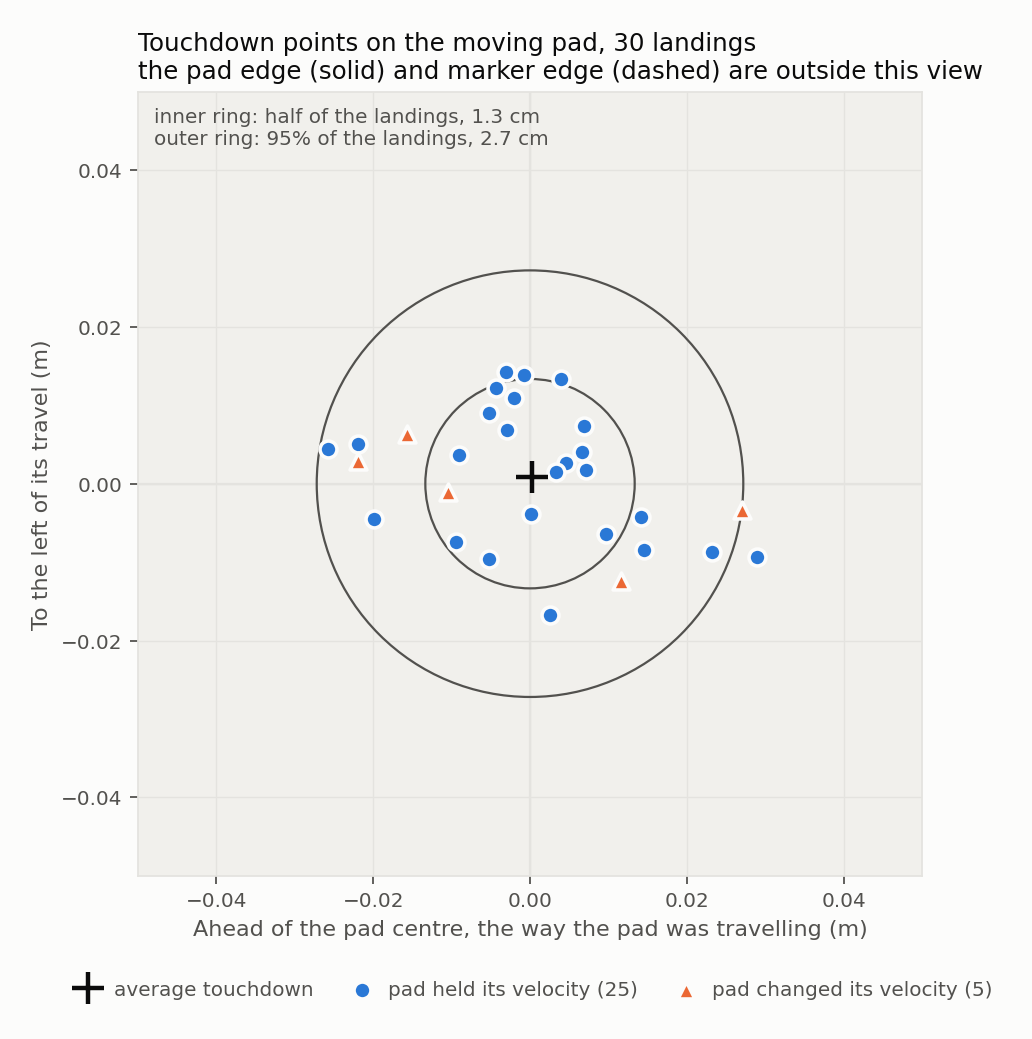 Touchdown points on the moving pad, 30 landings
the pad edge (solid) and marker edge (dashed) are outside this view
inner ring: half of the landings, 1.3 cm
outer ring: 95% of the landings, 2.7 cm
To the left of its travel (m)
0.04
0.02
0.00
−0.02
−0.04
−0.04
−0.02
0.00
0.02
0.04
Ahead of the pad centre, the way the pad was travelling (m)
average touchdown
pad held its velocity (25)
pad changed its velocity (5)